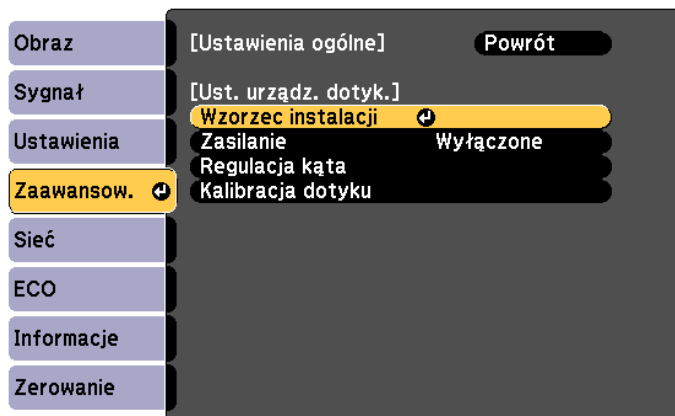 Obraz
Sygnał
Ustawienia
Zaawansow.
Sieć
ECO
Informacje
Zerowanie
[Ustawienia ogólne] Powrót
[Ust. urządz. dotyk.]
Wzorzec instalacji
Zasilanie Wyłączone
Regulacja kąta
Kalibracja dotyku